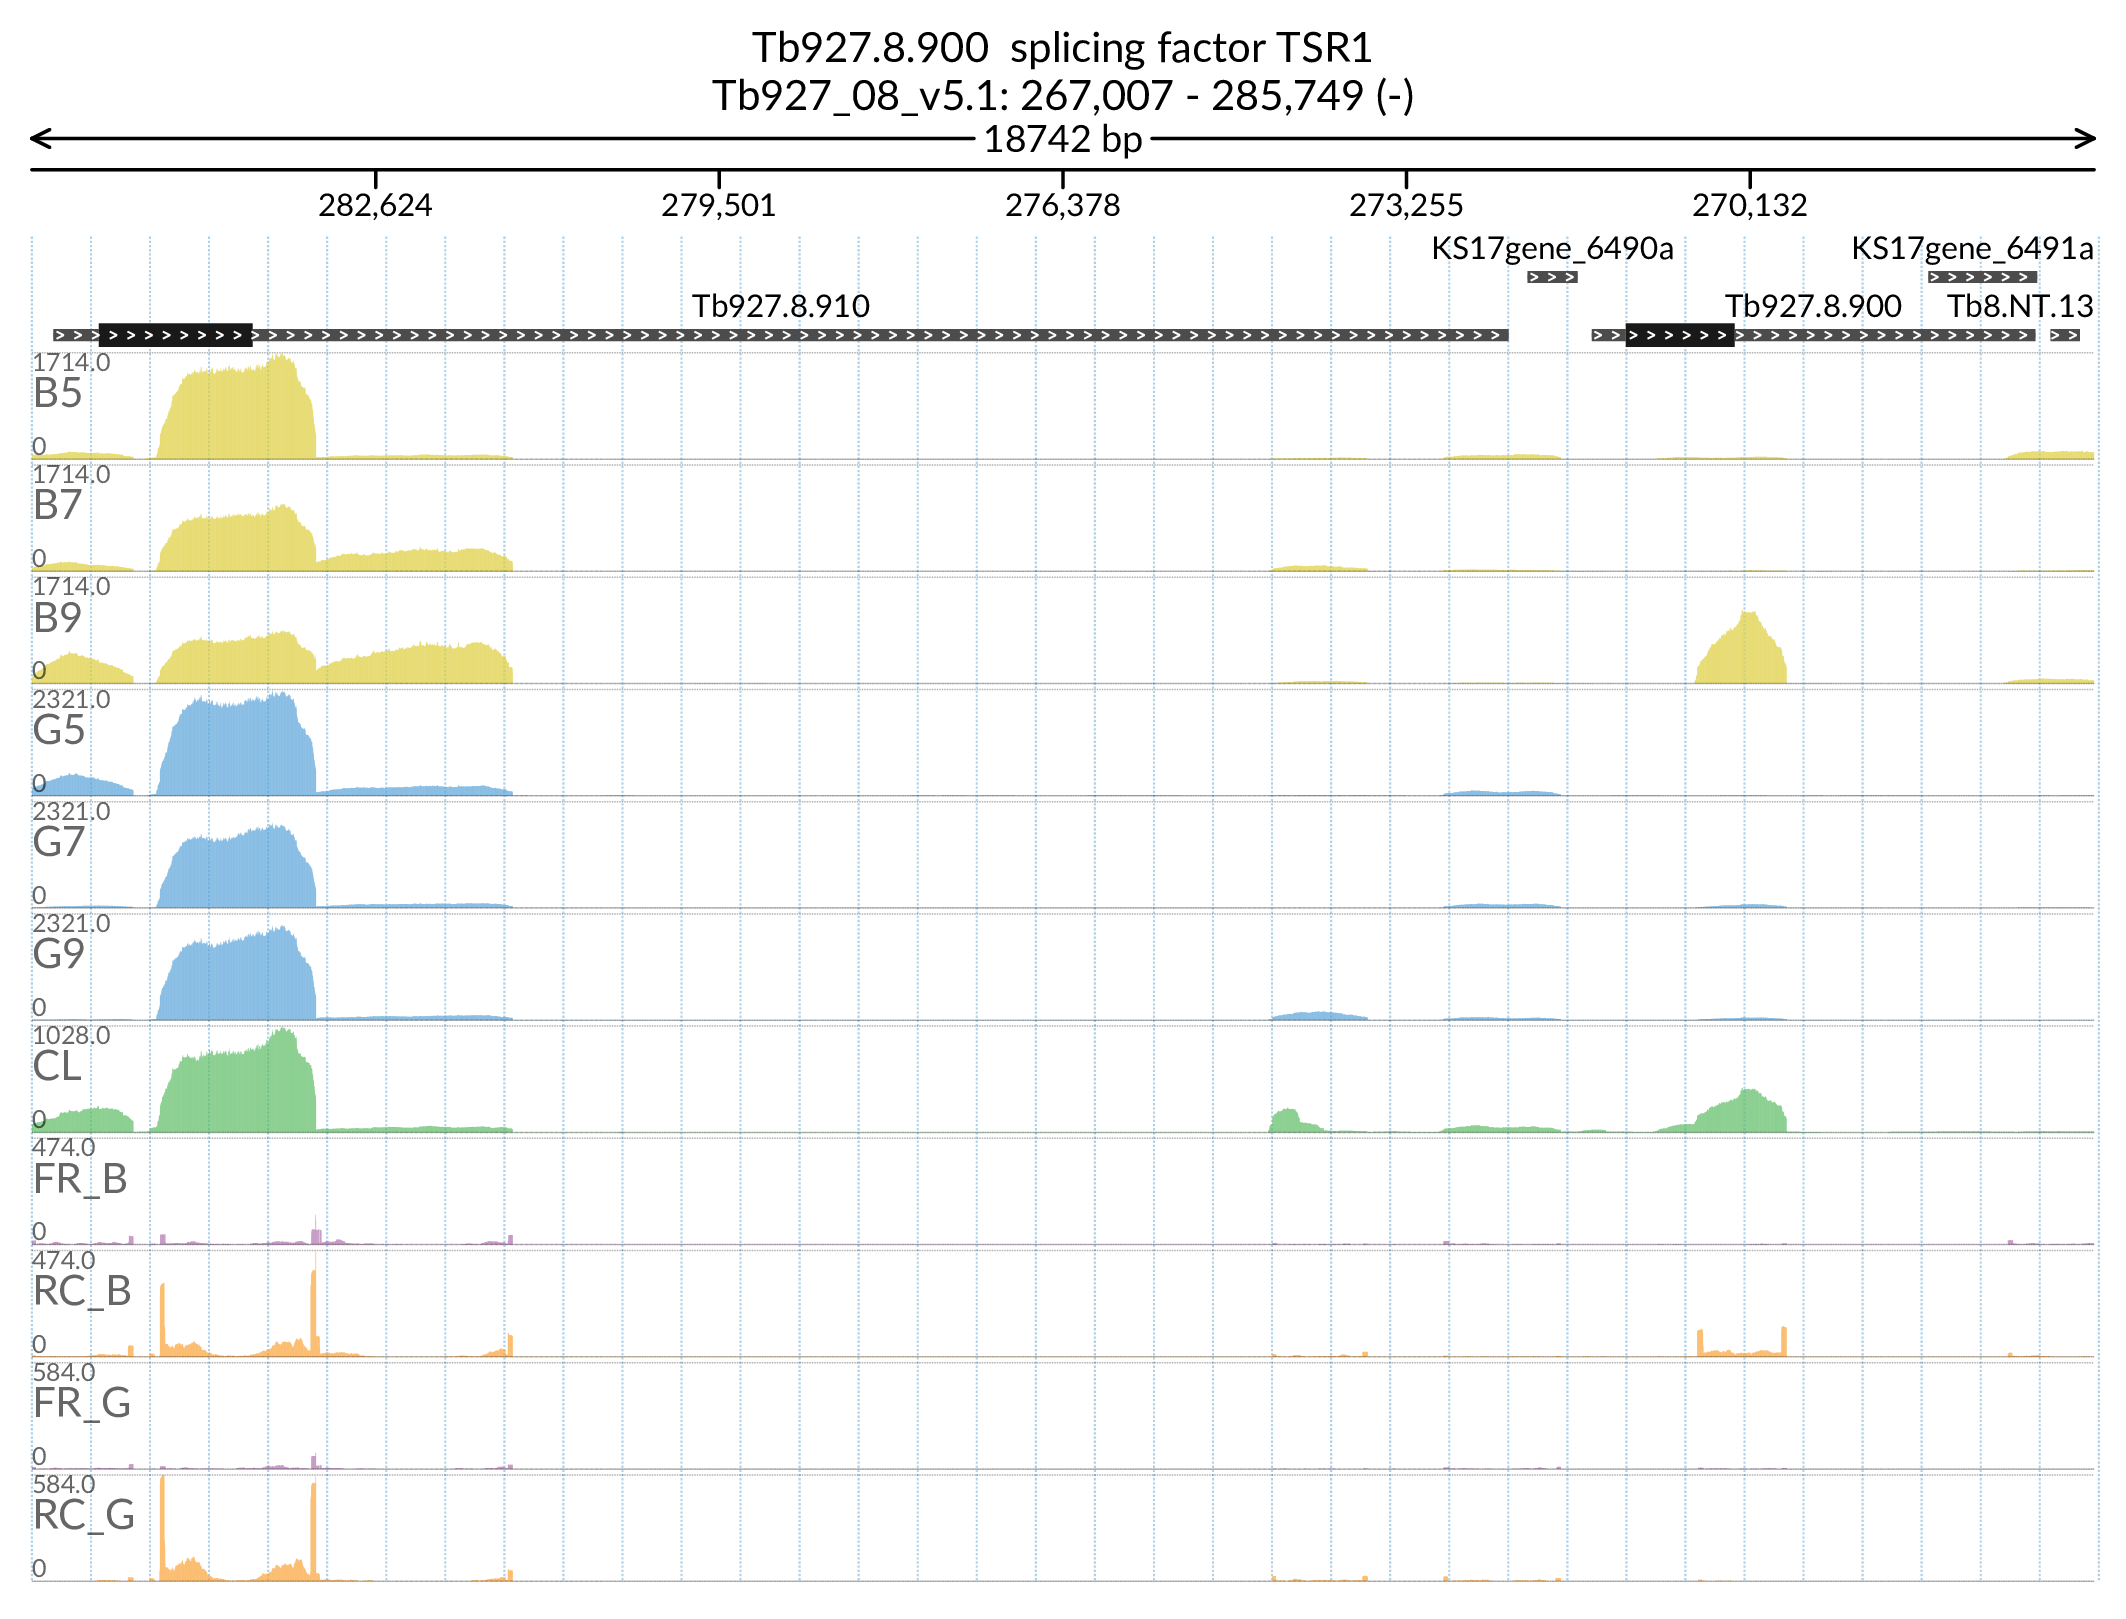 Tb927.8.900 splicing factor TSR1
Tb927_08_v5.1: 267,007 - 285,749 (-)
18742 bp
282,624 279,501 276,378 273,255 270,132
KS17gene_6490a KS17gene_6491a
Tb927.8.910 Tb927.8.900 Tb8.NT.13
1714.0
B5
0
1714.0
B7
0
1714.0
B9
0
2321.0
G5
0
2321.0
G7
0
2321.0
G9
0
1028.0
CL
0
474.0
FR_B
0
474.0
RC_B
0
584.0
FR_G
0
584.0
RC_G
0